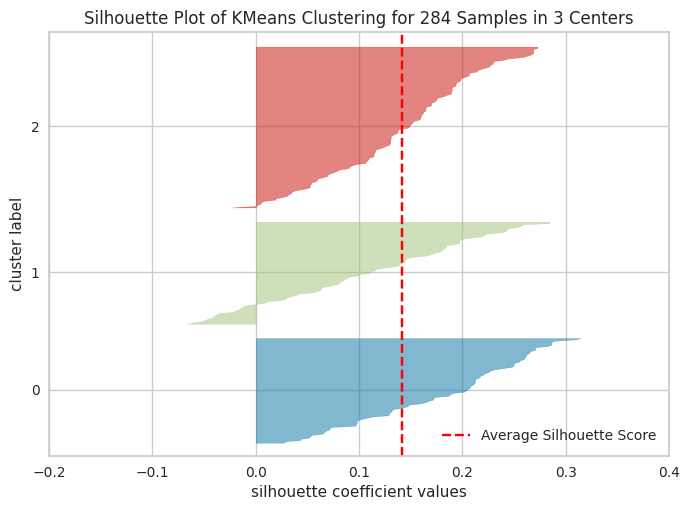 Silhouette Plot of KMeans Clustering for 284 Samples in 3 Centers
cluster label
2
1
0
Average Silhouette Score
−0.2
−0.1
0.0
0.1
0.2
0.3
0.4
silhouette coefficient values